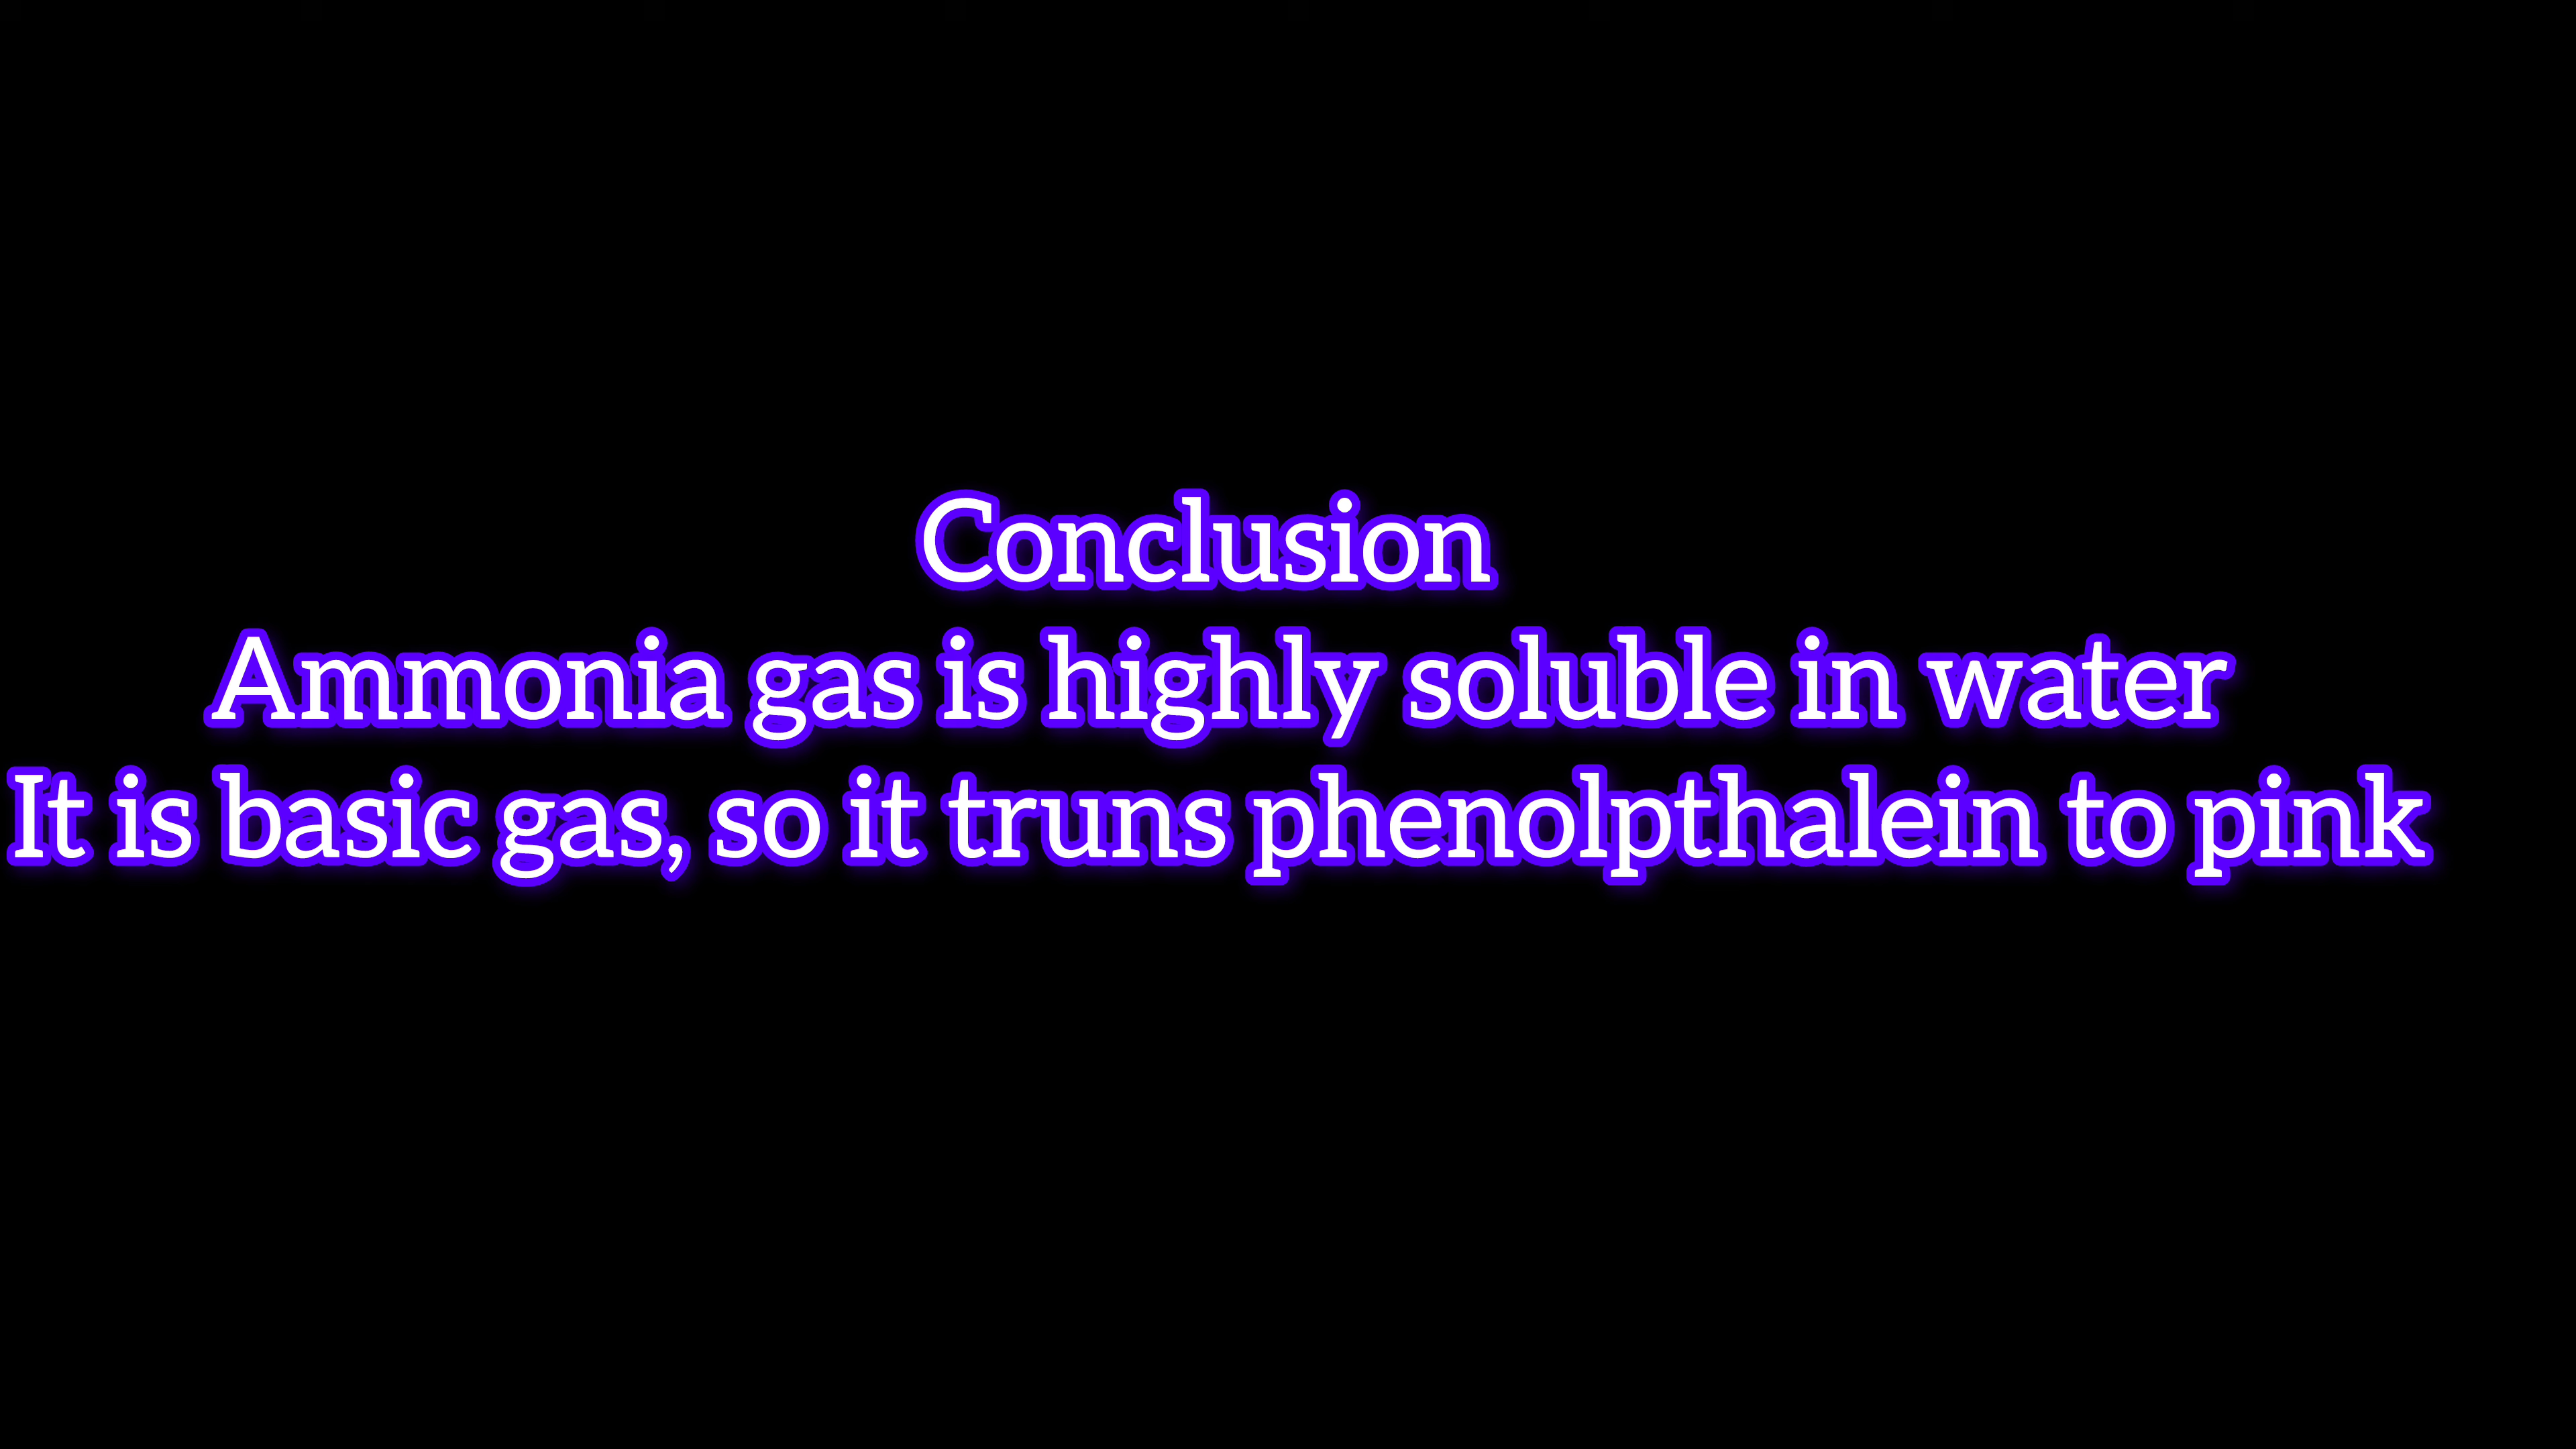 Conclusion
Ammonia gas is highly soluble in water
It is basic gas, so it truns phenolpthalein to pink